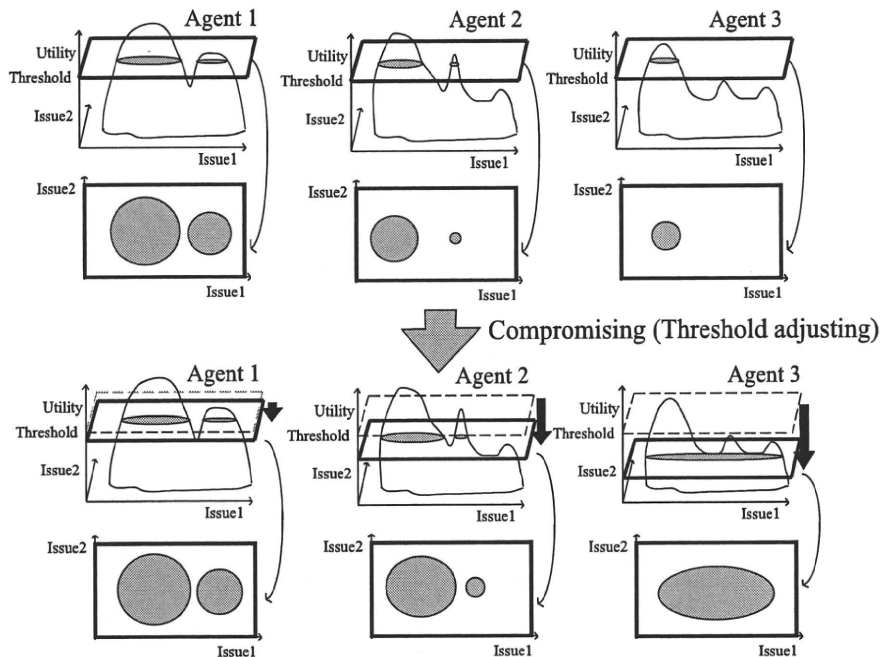 Agent 1
Utility
Threshold
Issue2
Issue1
Issue2
Issue1
Agent 2
Utility
Threshold
Issue2
Issue1
Issue2
Issue1
Agent 3
Utility
Threshold
Issue2
Issue1
Issue2
Issue1
Compromising (Threshold adjusting)
Agent 1
Utility
Threshold
Issue2
Issue1
Issue2
Issue1
Agent 2
Utility
Threshold
Issue2
Issue1
Issue2
Issue1
Agent 3
Utility
Threshold
Issue2
Issue1
Issue2
Issue1